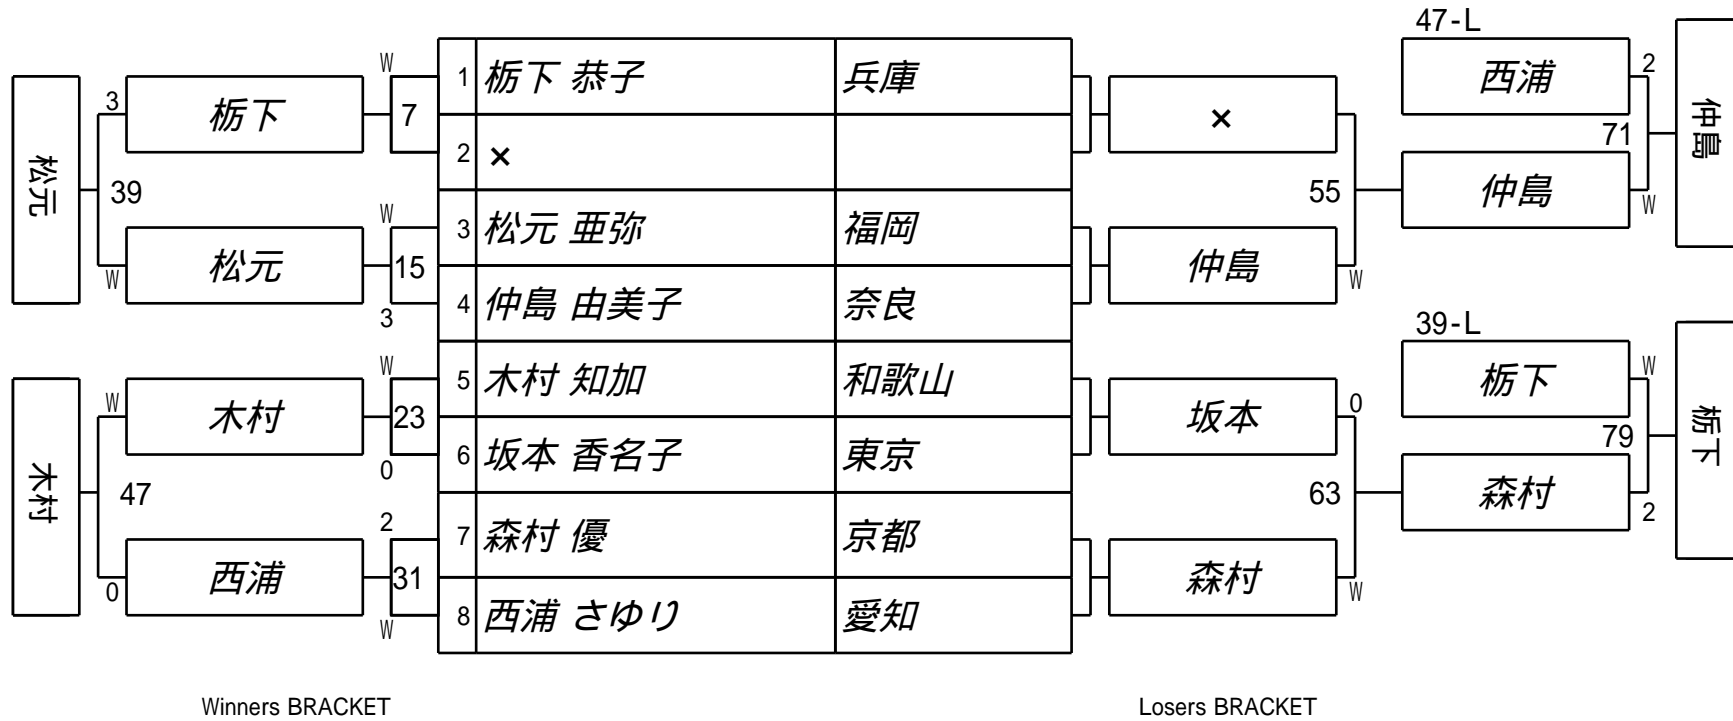 47-L
W
1 栃下 恭子 兵庫
西浦 2
3 栃下 7
×
仲島
2 ×
71
松元
39
55
仲島 W
W
3 松元 亜弥 福岡
W 松元 15
仲島 W
4 仲島 由美子 奈良
3
39-L
W
5 木村 知加 和歌山
栃下 W
W 木村 23
坂本 0
栃下
79
6 坂本 香名子 東京
0
木村
47
63
森村 2
2
7 森村 優 京都
0 西浦 31
森村 W
8 西浦 さゆり 愛知
W
Winners BRACKET
Losers BRACKET